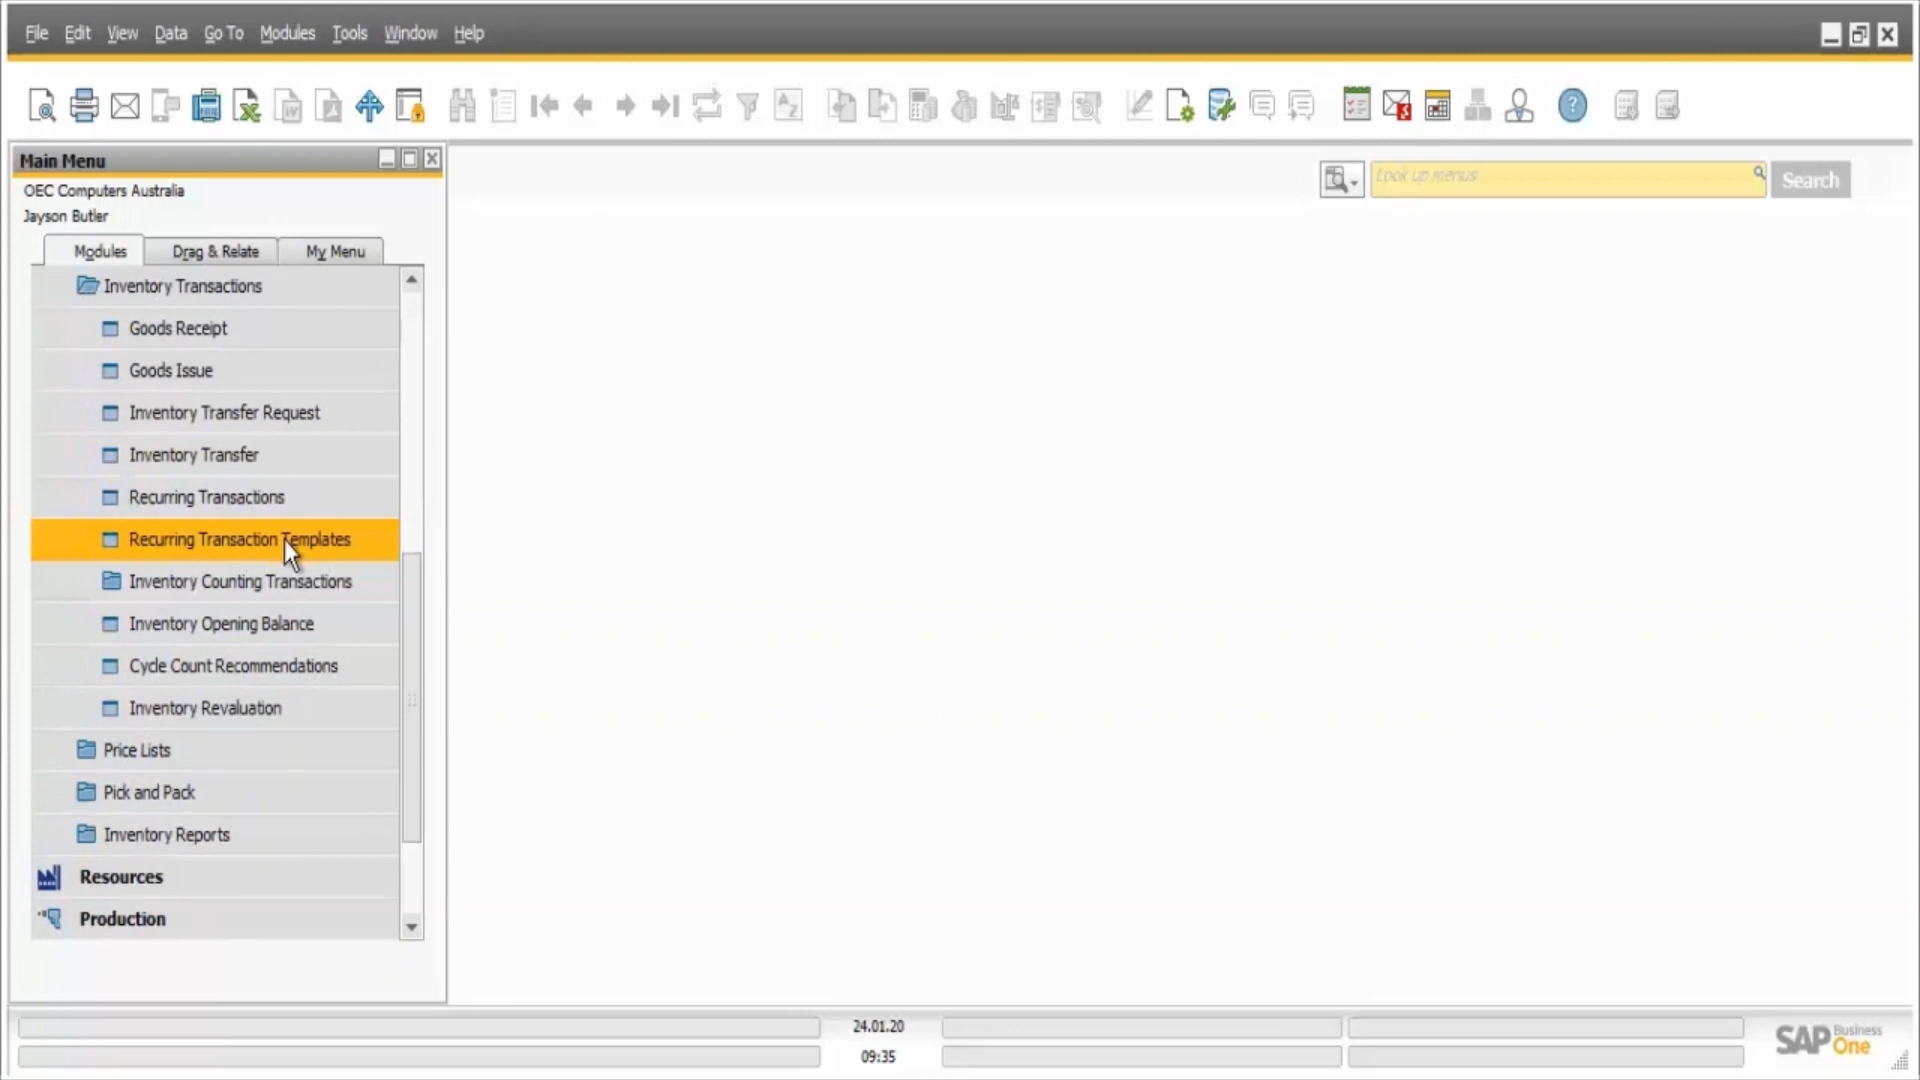 File Edit View Data Go To Modules Tools Window Help
Main Menu
OEC Computers Australia
Jayson Butler
Look up menus
Search
Modules Drag & Relate My Menu
Inventory Transactions
Goods Receipt
Goods Issue
Inventory Transfer Request
Inventory Transfer
Recurring Transactions
Recurring Transaction Templates
Inventory Counting Transactions
Inventory Opening Balance
Cycle Count Recommendations
Inventory Revaluation
Price Lists
Pick and Pack
Inventory Reports
Resources
Production
24.01.20
09:35
SAP Business One